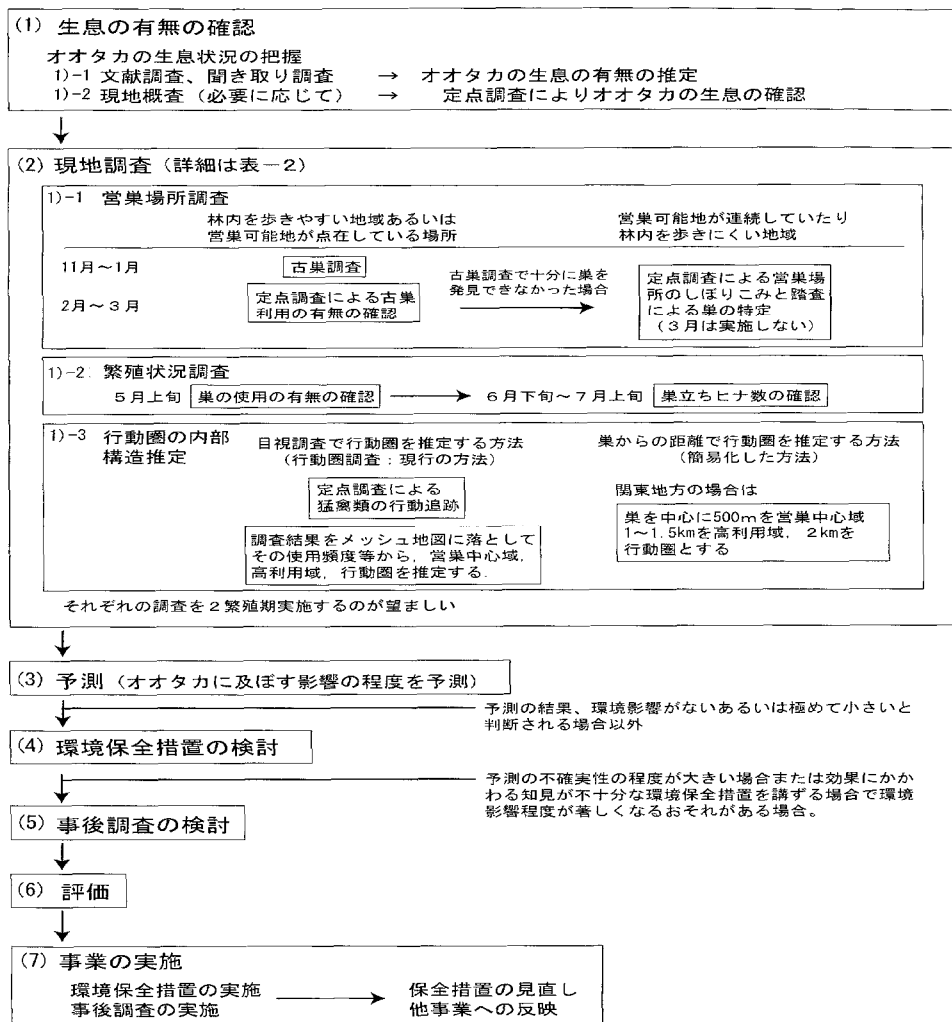 (1) 生息の有無の確認
オオタカの生息状況の把握
1)-1 文献調査、聞き取り調査 → オオタカの生息の有無の推定
1)-2 現地概査（必要に応じて） → 定点調査によりオオタカの生息の確認
(2) 現地調査（詳細は表－2）
1)-1 営巣場所調査
林内を歩きやすい地域あるいは
営巣可能地が点在している場所
営巣可能地が連続していたり
林内を歩きにくい地域
11月～1月
古巣調査
2月～3月
定点調査による古巣
利用の有無の確認
古巣調査で十分に巣を
発見できなかった場合
定点調査による営巣場
所のしぼりこみと踏査
による巣の特定
（3月は実施しない）
1)-2 繁殖状況調査
5月上旬 巣の使用の有無の確認 → 6月下旬～7月上旬 巣立ちヒナ数の確認
1)-3 行動圏の内部
構造推定
目視調査で行動圏を推定する方法
（行動圏調査：現行の方法）
定点調査による
猛禽類の行動追跡
調査結果をメッシュ地図に落として
その使用頻度等から，営巣中心域，
高利用域，行動圏を推定する.
巣からの距離で行動圏を推定する方法
（簡易化した方法）
関東地方の場合は
巣を中心に500mを営巣中心域
1～1.5kmを高利用域，2kmを
行動圏とする
それぞれの調査を2繁殖期実施するのが望ましい
(3) 予測（オオタカに及ぼす影響の程度を予測）
予測の結果、環境影響がないあるいは極めて小さいと
判断される場合以外
(4) 環境保全措置の検討
予測の不確実性の程度が大きい場合または効果にかか
わる知見が不十分な環境保全措置を講ずる場合で環境
影響程度が著しくなるおそれがある場合。
(5) 事後調査の検討
(6) 評価
(7) 事業の実施
環境保全措置の実施
事後調査の実施
→ 保全措置の見直し
他事業への反映